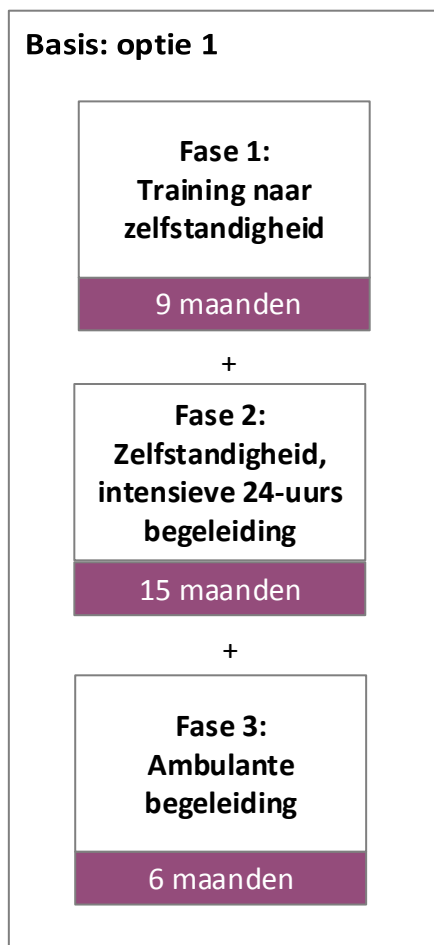 Basis: optie 1
Fase 1:
Training naar
zelfstandigheid
9 maanden
+
Fase 2:
Zelfstandigheid,
intensieve 24-uurs
begeleiding
15 maanden
+
Fase 3:
Ambulante
begeleiding
6 maanden